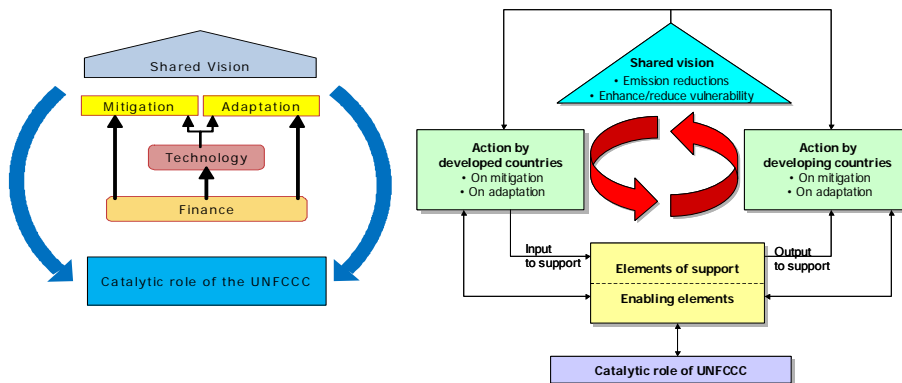 Shared Vision
Mitigation
Adaptation
Technology
Finance
Catalytic role of the UNFCCC
Shared vision
• Emission reductions
• Enhance/reduce vulnerability
Action by
developed countries
• On mitigation
• On adaptation
Action by
developing countries
• On mitigation
• On adaptation
Input
to support
Elements of support
Enabling elements
Output
to support
Catalytic role of UNFCCC